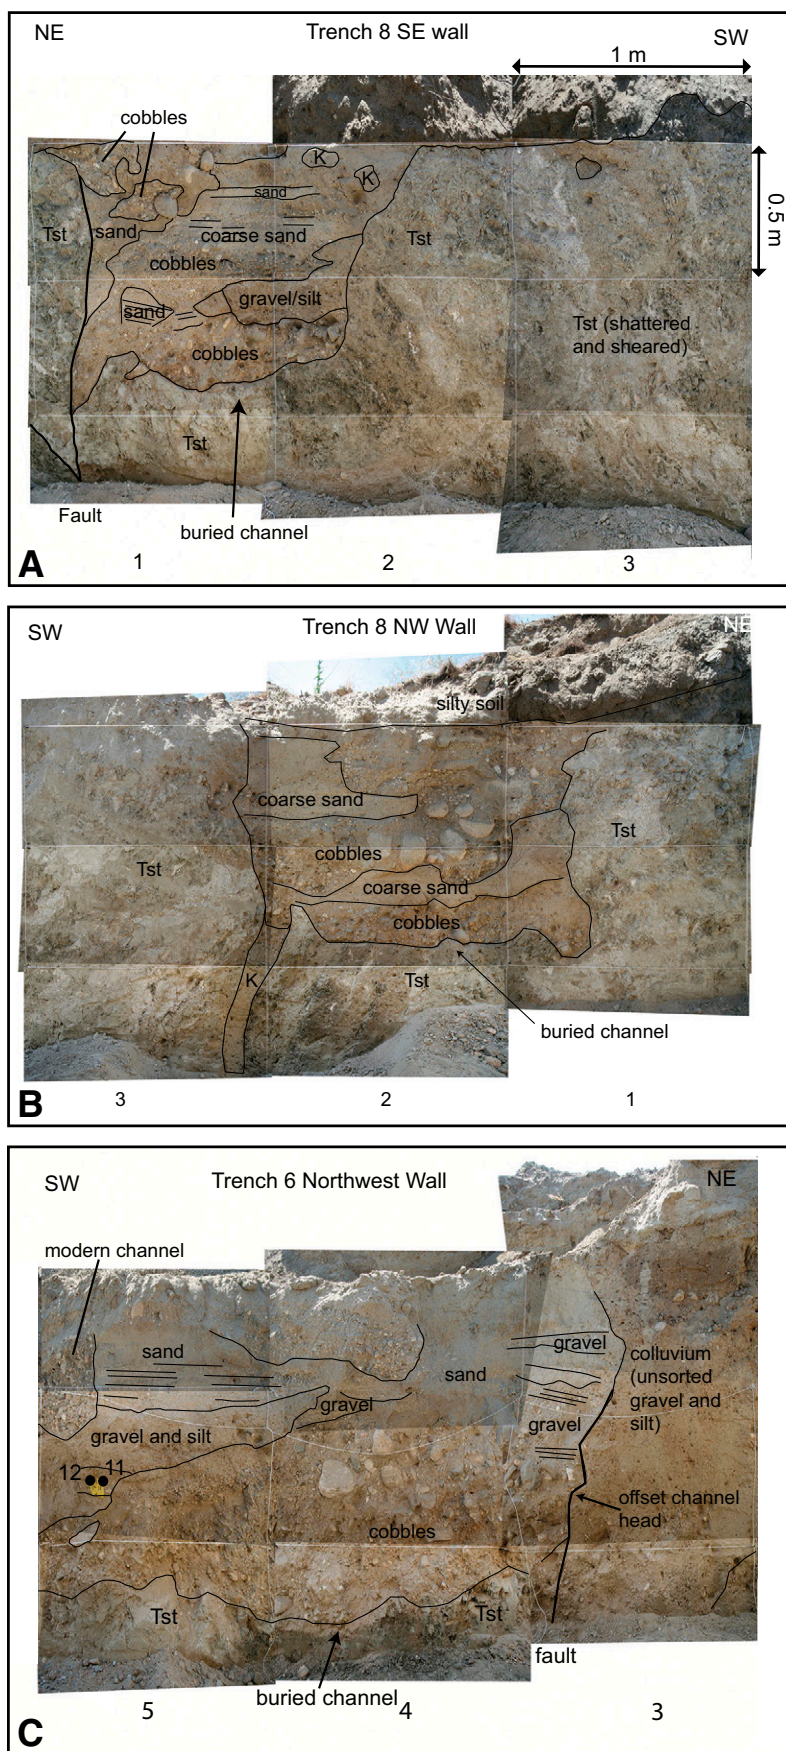 NE
Trench 8 SE wall
SW
1 m
cobbles
K
K
sand
Tst
sand
coarse sand
Tst
0.5 m
cobbles
gravel/silt
sand
Tst (shattered
and sheared)
cobbles
Tst
Fault
buried channel
A
1
2
3
SW
Trench 8 NW Wall
NE
silty soil
coarse sand
Tst
cobbles
Tst
coarse sand
cobbles
K
Tst
buried channel
B
3
2
1
SW
Trench 6 Northwest Wall
NE
modern channel
sand
sand
gravel
colluvium
(unsorted
gravel and
silt)
gravel
gravel
gravel and silt
12
11
offset channel
head
cobbles
Tst
Tst
fault
buried channel
C
5
4
3